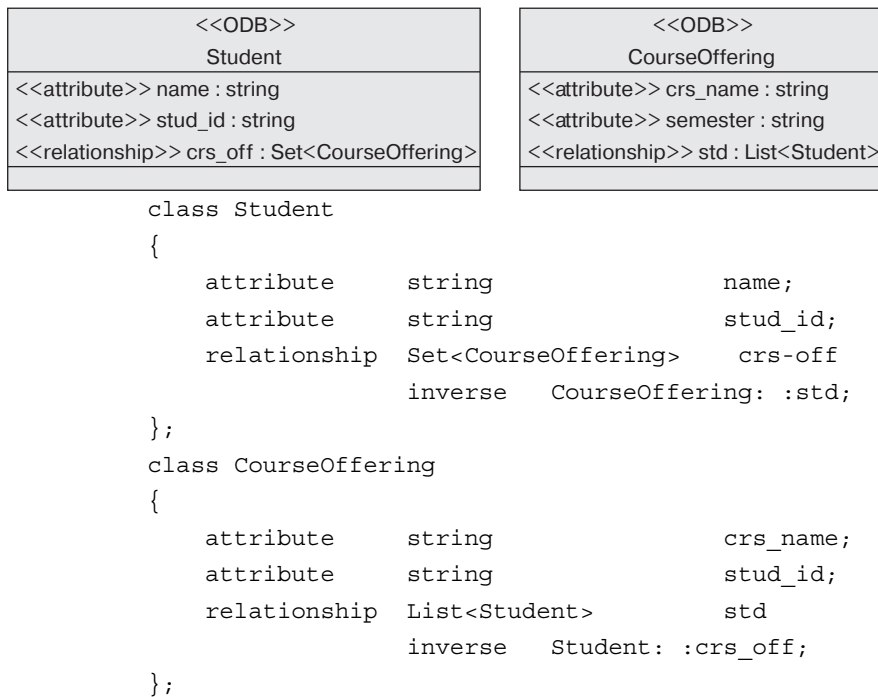 <<ODB>>
Student
<<attribute>> name : string
<<attribute>> stud_id : string
<<relationship>> crs_off : Set<CourseOffering>
<<ODB>>
CourseOffering
<<attribute>> crs_name : string
<<attribute>> semester : string
<<relationship>> std : List<Student>
class Student
{
attribute string name;
attribute string stud_id;
relationship Set<CourseOffering> crs-off
inverse CourseOffering: :std;
};
class CourseOffering
{
attribute string crs_name;
attribute string stud_id;
relationship List<Student> std
inverse Student: :crs_off;
};